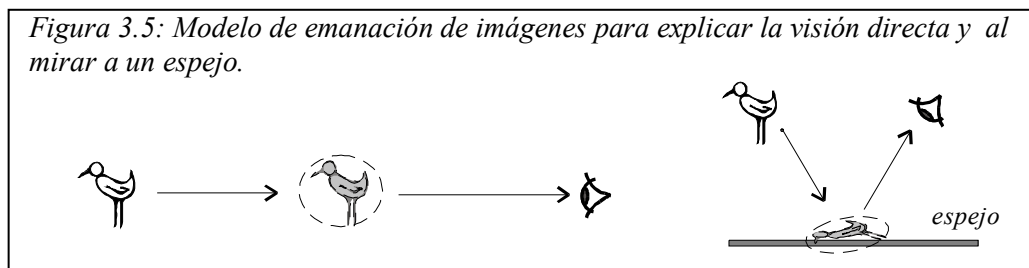 Figura 3.5: Modelo de emanación de imágenes para explicar la visión directa y al
mirar a un espejo.
espejo